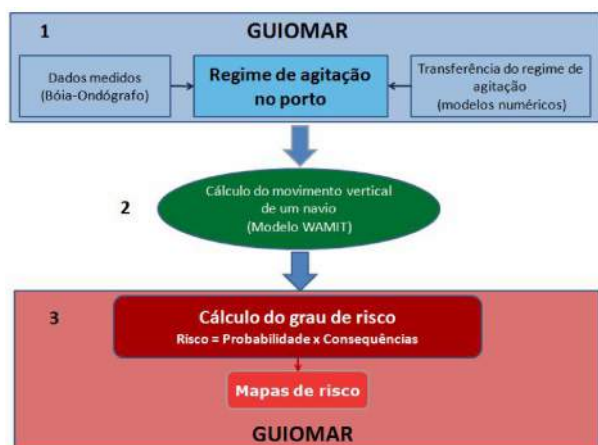 1
GUIOMAR
Dados medidos
(Bóia-Ondógrafo)
Regime de agitação
no porto
Transferência do regime de
agitação
(modelos numéricos)
2
Cálculo do movimento vertical
de um navio
(Modelo WAMIT)
3
Cálculo do grau de risco
Risco = Probabilidade x Consequências
Mapas de risco
GUIOMAR